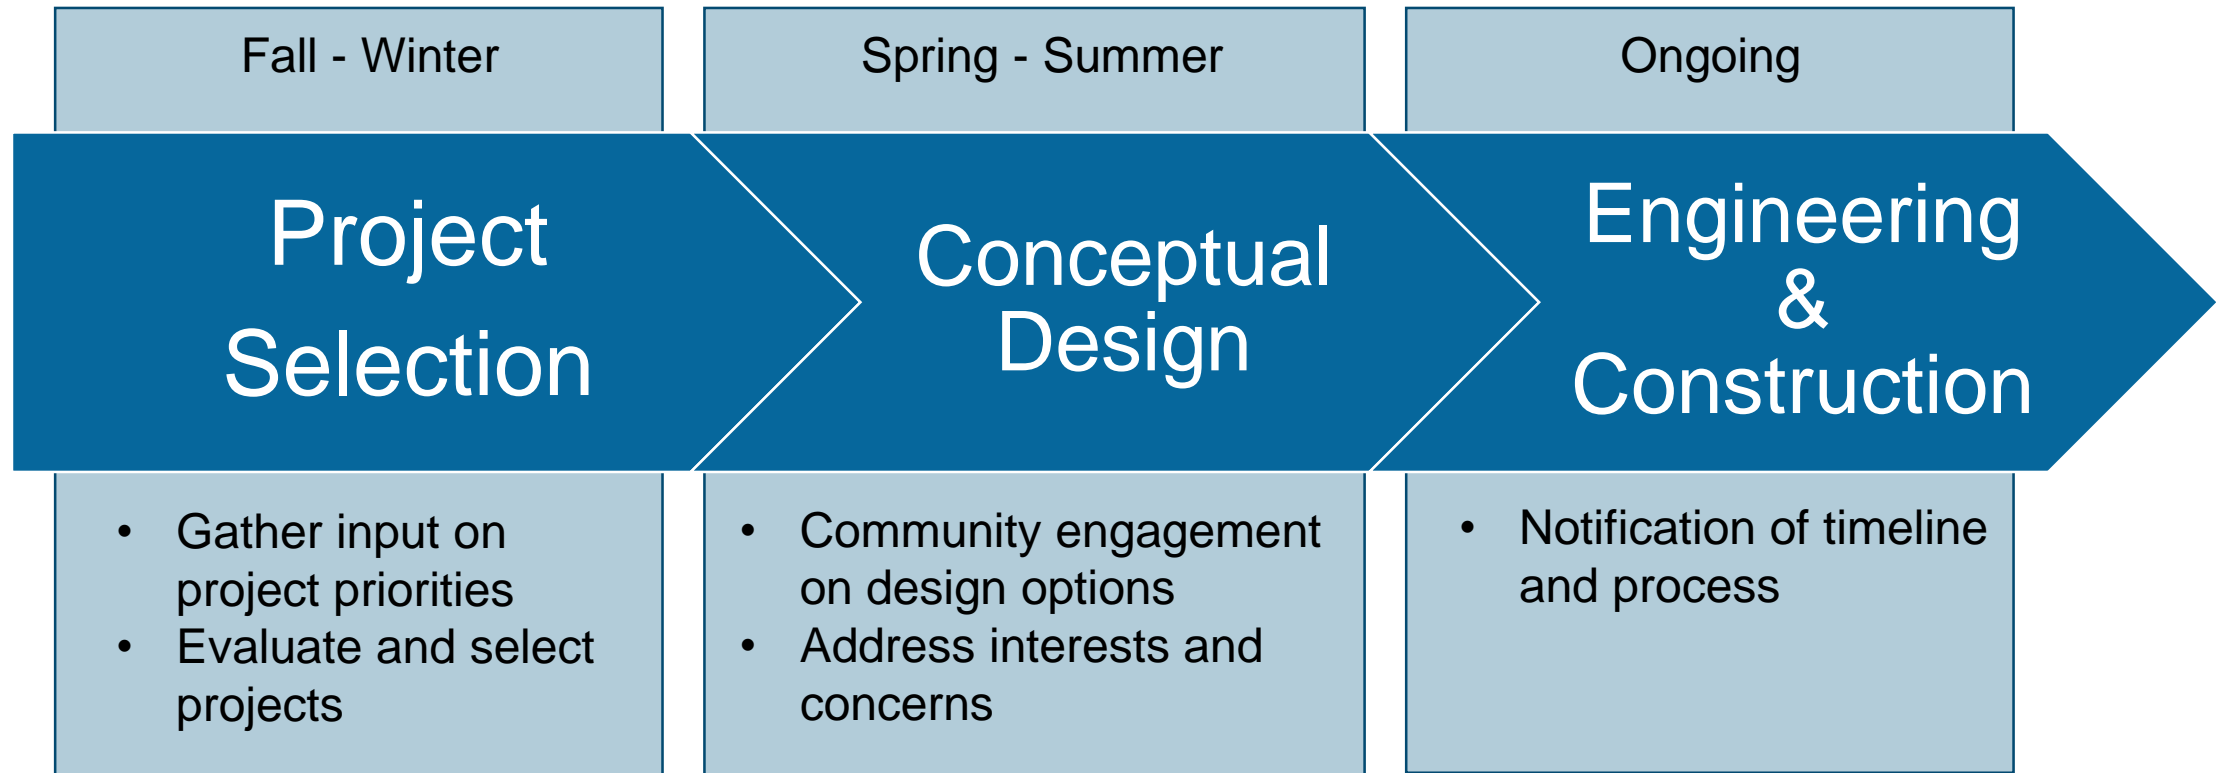 Fall - Winter
Project
Selection
• Gather input on
project priorities
• Evaluate and select
projects
Spring - Summer
Conceptual
Design
• Community engagement
on design options
• Address interests and
concerns
Ongoing
Engineering
&
Construction
• Notification of timeline
and process